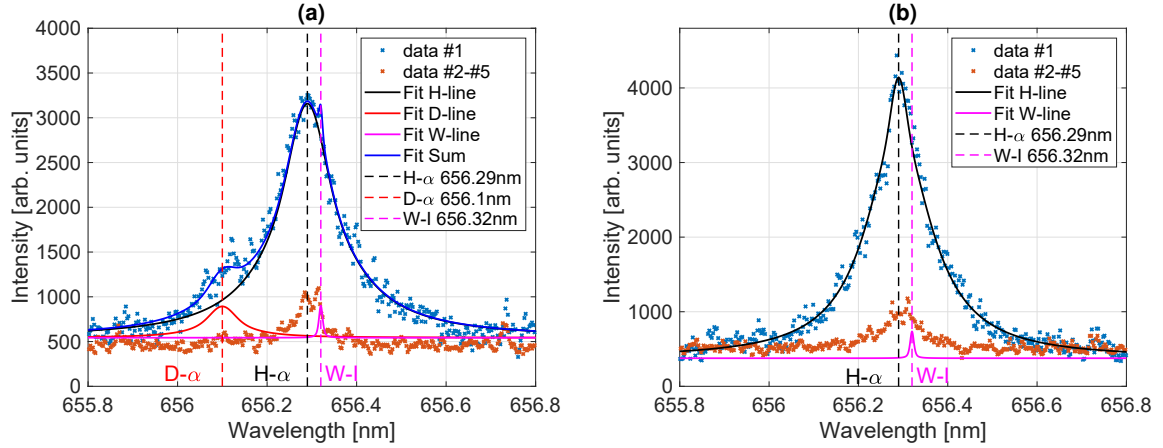 (a)
4000
3500
3000
2500
2000
1500
1000
500
0
Intensity [arb. units]
655.8
656
656.2
656.4
656.6
656.8
Wavelength [nm]
data #1
data #2-#5
Fit H-line
Fit D-line
Fit W-line
Fit Sum
H-α 656.29nm
D-α 656.1nm
W-I 656.32nm
D-α
H-α
W-I
(b)
4000
3000
2000
1000
0
Intensity [arb. units]
655.8
656
656.2
656.4
656.6
656.8
Wavelength [nm]
data #1
data #2-#5
Fit H-line
Fit W-line
H-α 656.29nm
W-I 656.32nm
H-α
W-I